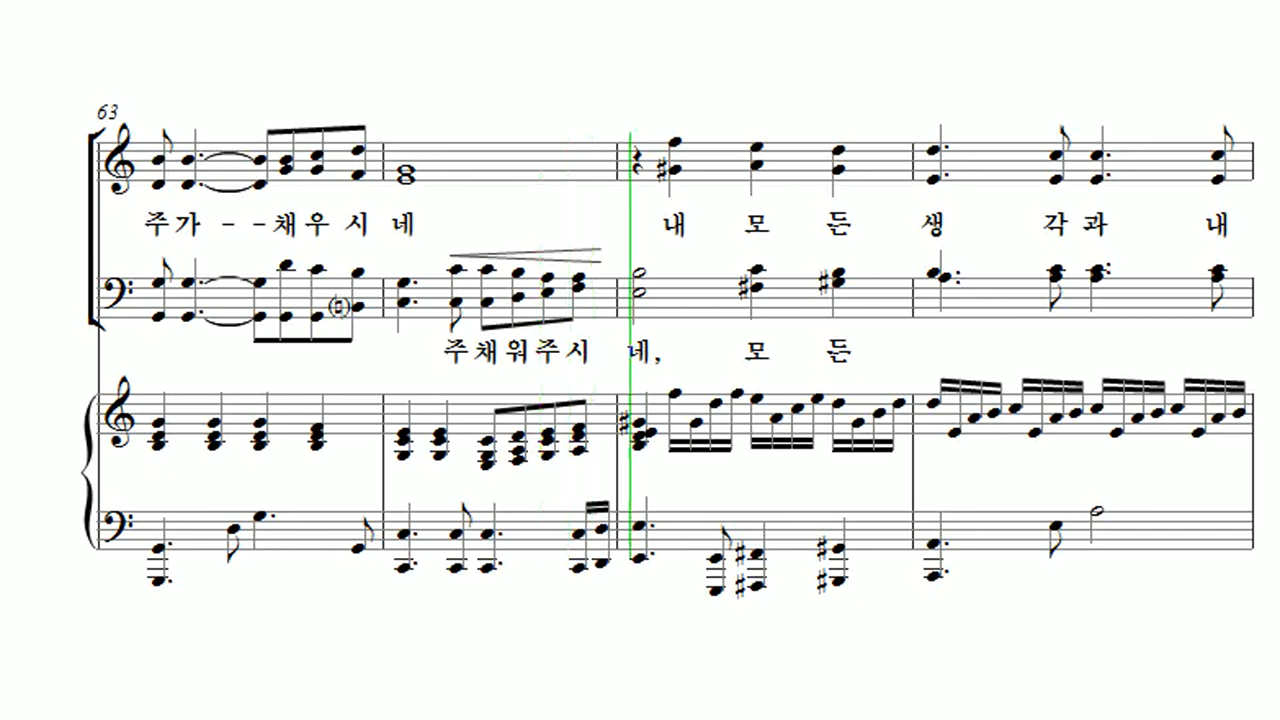 63
주 가 - - 채 우 시 네 내 모 든 생 각 과 내
주 채 워 주 시 네, 모 든